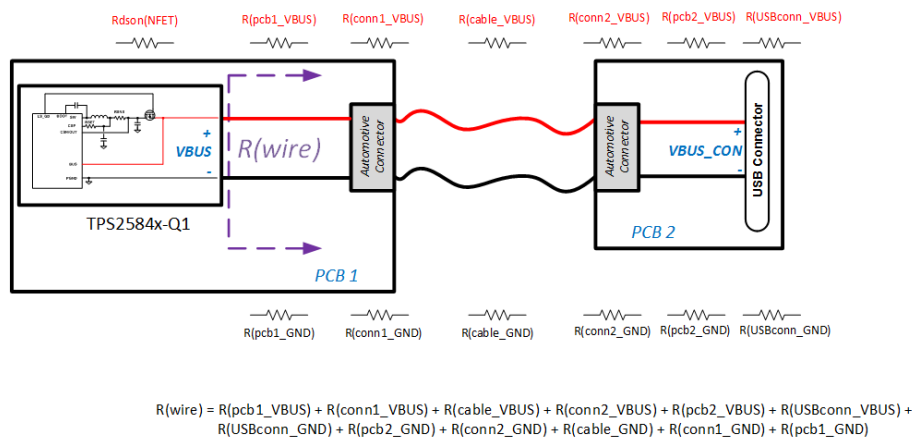 Rdson(NFET) R(pcb1_VBUS) R(conn1_VBUS) R(cable_VBUS) R(conn2_VBUS) R(pcb2_VBUS) R(USBconn_VBUS)
+
VBUS
-
TPS2584x-Q1
R(wire)
Automotive
Connector
PCB 1
Automotive
Connector
+
VBUS_CON
-
USB Connector
PCB 2
R(pcb1_GND) R(conn1_GND) R(cable_GND) R(conn2_GND) R(pcb2_GND) R(USBconn_GND)
R(wire) = R(pcb1_VBUS) + R(conn1_VBUS) + R(cable_VBUS) + R(conn2_VBUS) + R(pcb2_VBUS) + R(USBconn_VBUS) +
R(USBconn_GND) + R(pcb2_GND) + R(conn2_GND) + R(cable_GND) + R(conn1_GND) + R(pcb1_GND)